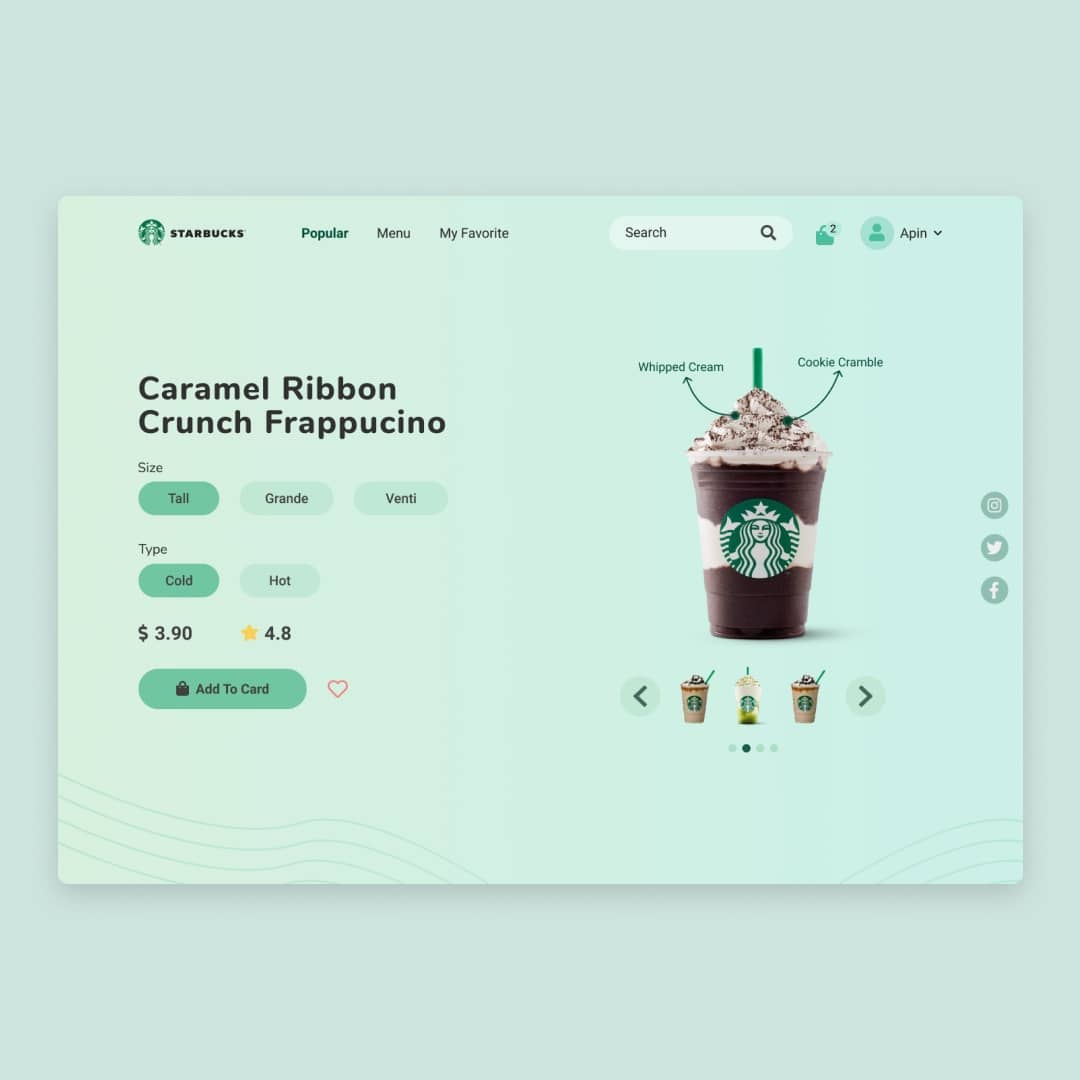 STARBUCKS
Popular
Menu
My Favorite
Search
2
Apin
Whipped Cream
Cookie Cramble
Caramel Ribbon
Crunch Frappucino
Size
Tall
Grande
Venti
Type
Cold
Hot
$ 3.90
4.8
Add To Card